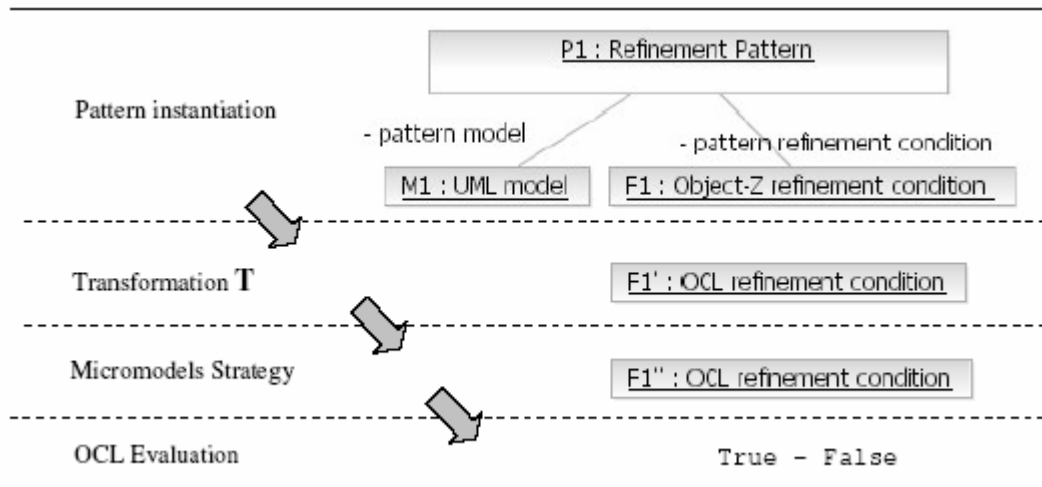 P1 : Refinement Pattern
Pattern instantiation
- pattern model
- pattern refinement condition
M1 : UML model
F1 : Object-Z refinement condition
Transformation T
F1' : OCL refinement condition
Micromodels Strategy
F1'' : OCL refinement condition
OCL Evaluation
True - False